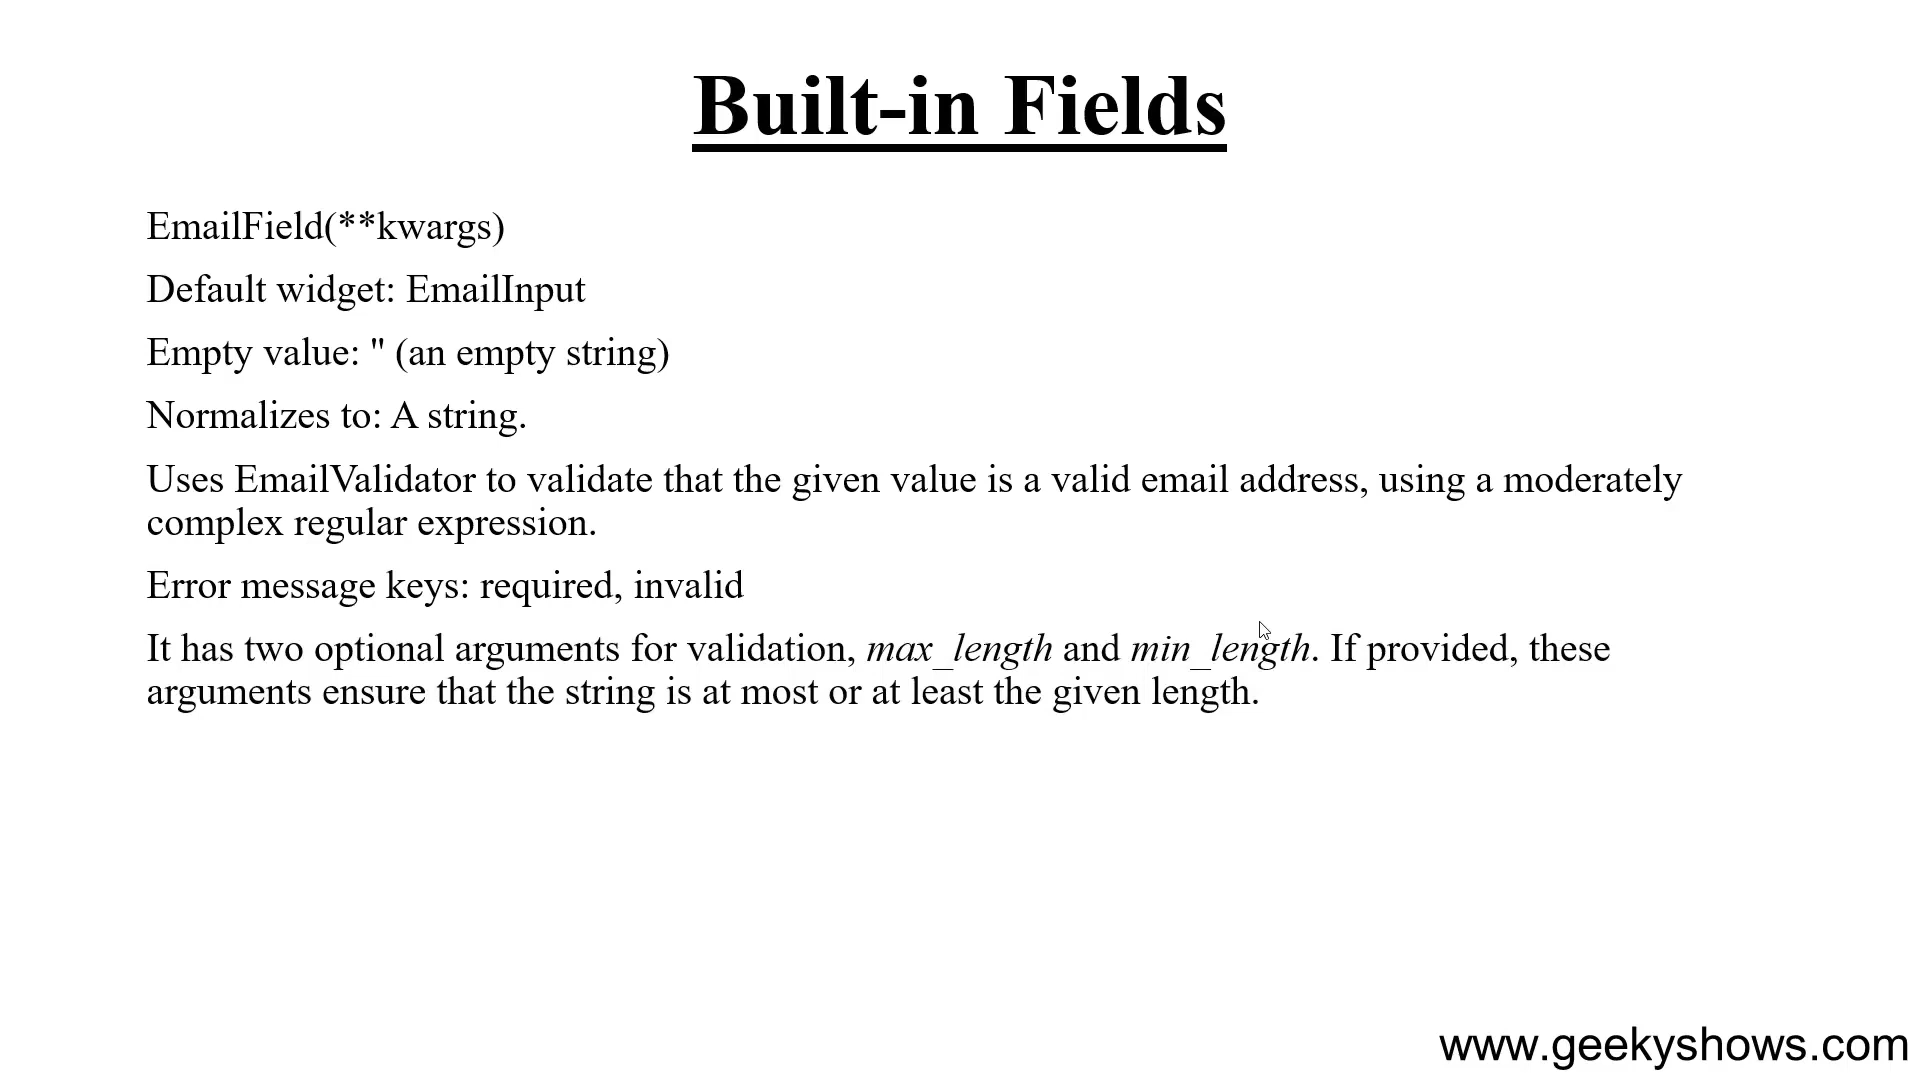 Built-in Fields
EmailField(**kwargs)
Default widget: EmailInput
Empty value: '' (an empty string)
Normalizes to: A string.
Uses EmailValidator to validate that the given value is a valid email address, using a moderately
complex regular expression.
Error message keys: required, invalid
It has two optional arguments for validation, max_length and min_length. If provided, these
arguments ensure that the string is at most or at least the given length.
www.geekyshows.com